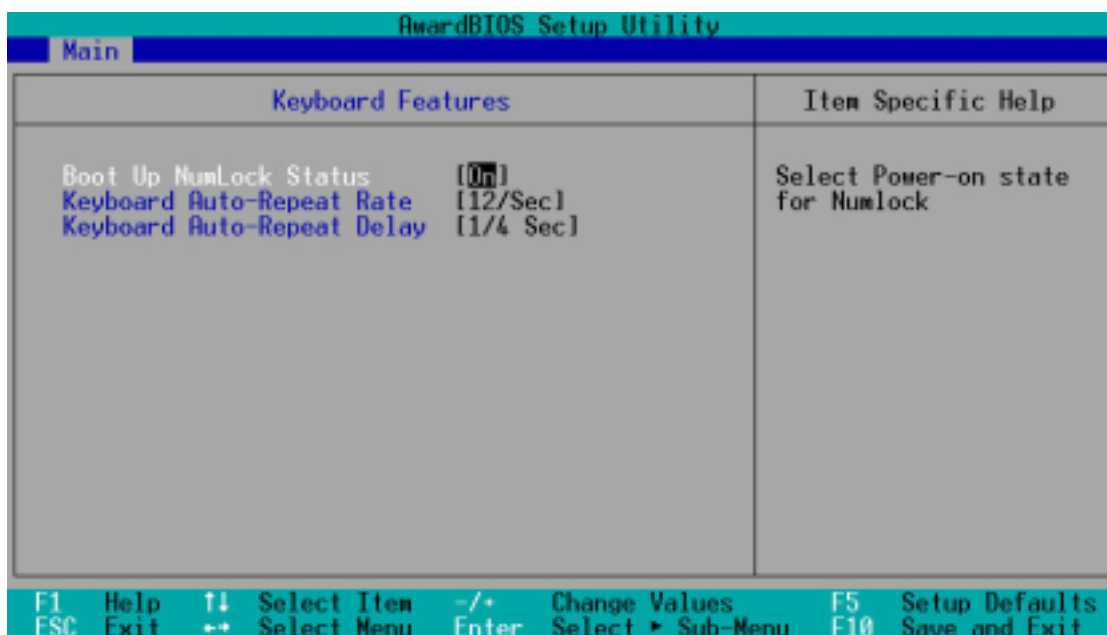 AwardBIOS Setup Utility
Main
Keyboard Features
Item Specific Help
Boot Up NumLock Status [On]
Keyboard Auto-Repeat Rate [12/Sec]
Keyboard Auto-Repeat Delay [1/4 Sec]
Select Power-on state
for Numlock
F1 Help ↑↓ Select Item -/+ Change Values F5 Setup Defaults
ESC Exit ←→ Select Menu Enter Select ► Sub-Menu F10 Save and Exit